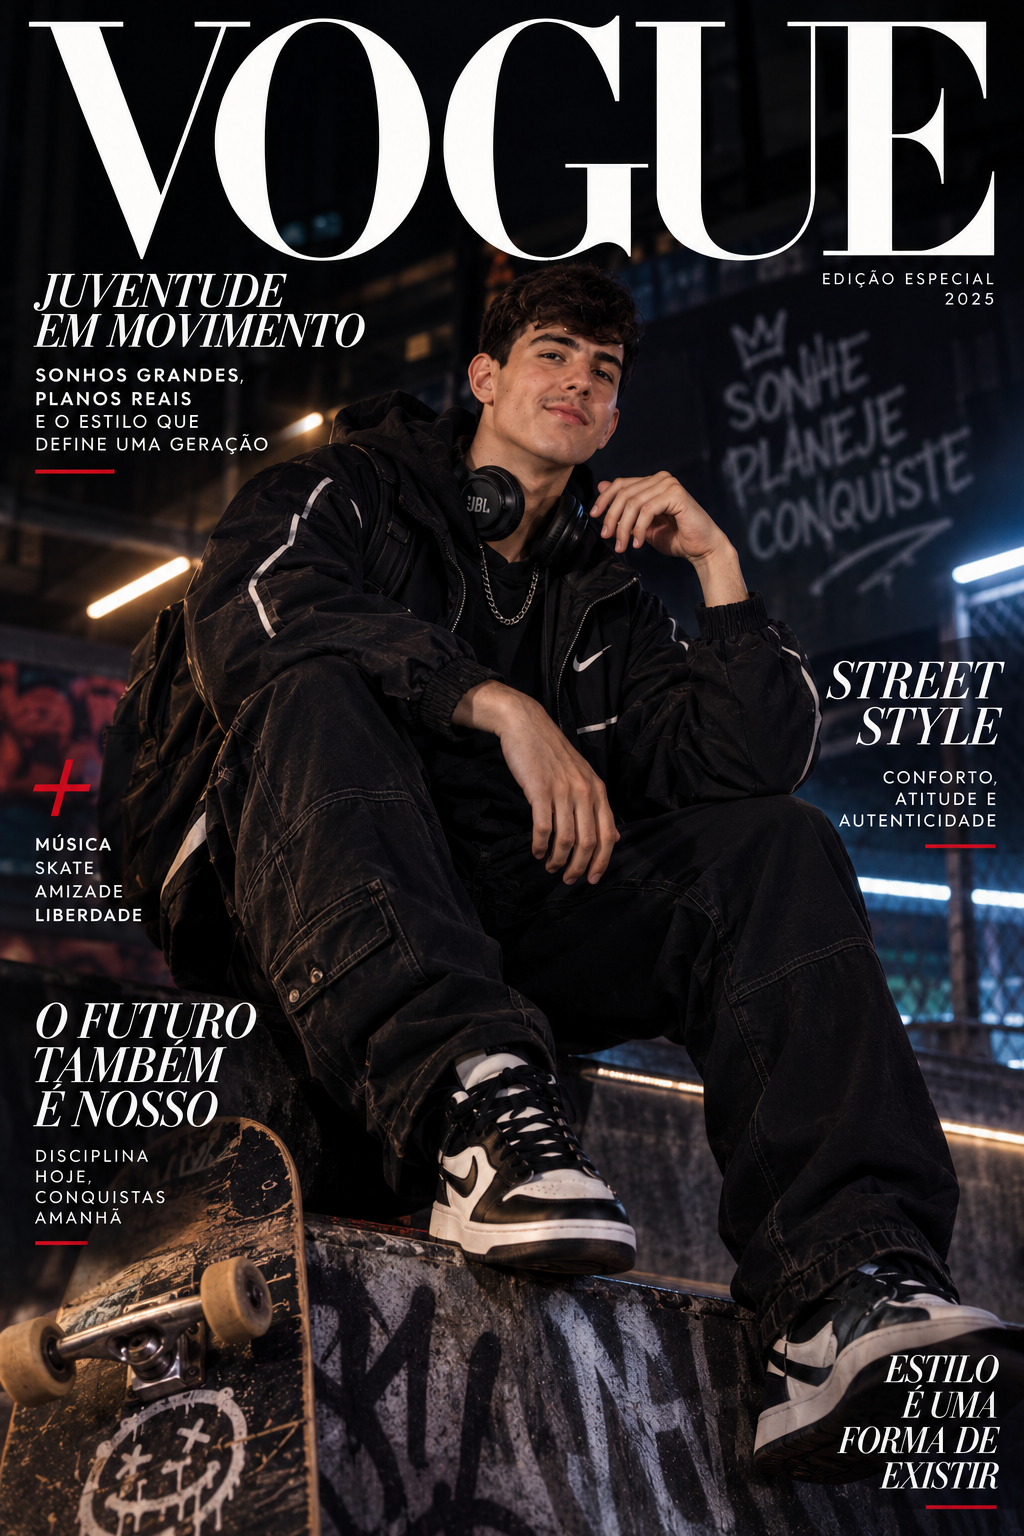 VOGUE
EDIÇÃO ESPECIAL
2025
JUVENTUDE
EM MOVIMENTO
SONHOS GRANDES,
PLANOS REAIS
E O ESTILO QUE
DEFINE UMA GERAÇÃO
SONHE
PLANEJE
CONQUISTE
JBL
STREET
STYLE
CONFORTO,
ATITUDE E
AUTENTICIDADE
+
MÚSICA
SKATE
AMIZADE
LIBERDADE
O FUTURO
TAMBÉM
É NOSSO
DISCIPLINA
HOJE,
CONQUISTAS
AMANHÃ
ESTILO
É UMA
FORMA DE
EXISTIR